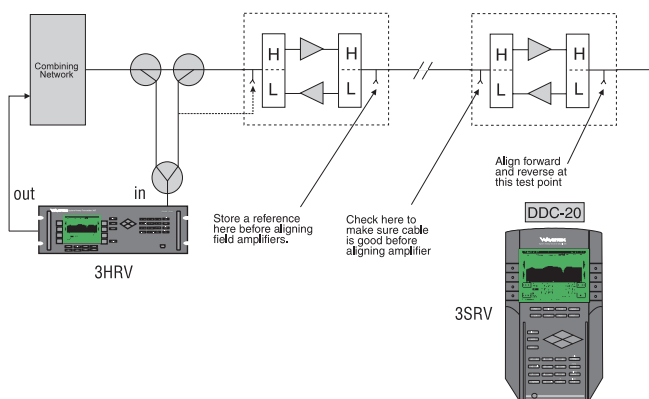 Combining
Network
H
L
H
L
H
L
H
L
out
in
3HRV
Store a reference
here before aligning
field amplifiers.
Check here to
make sure cable
is good before
aligning amplifier
Align forward
and reverse at
this test point
DDC-20
WAVETEK
3SRV